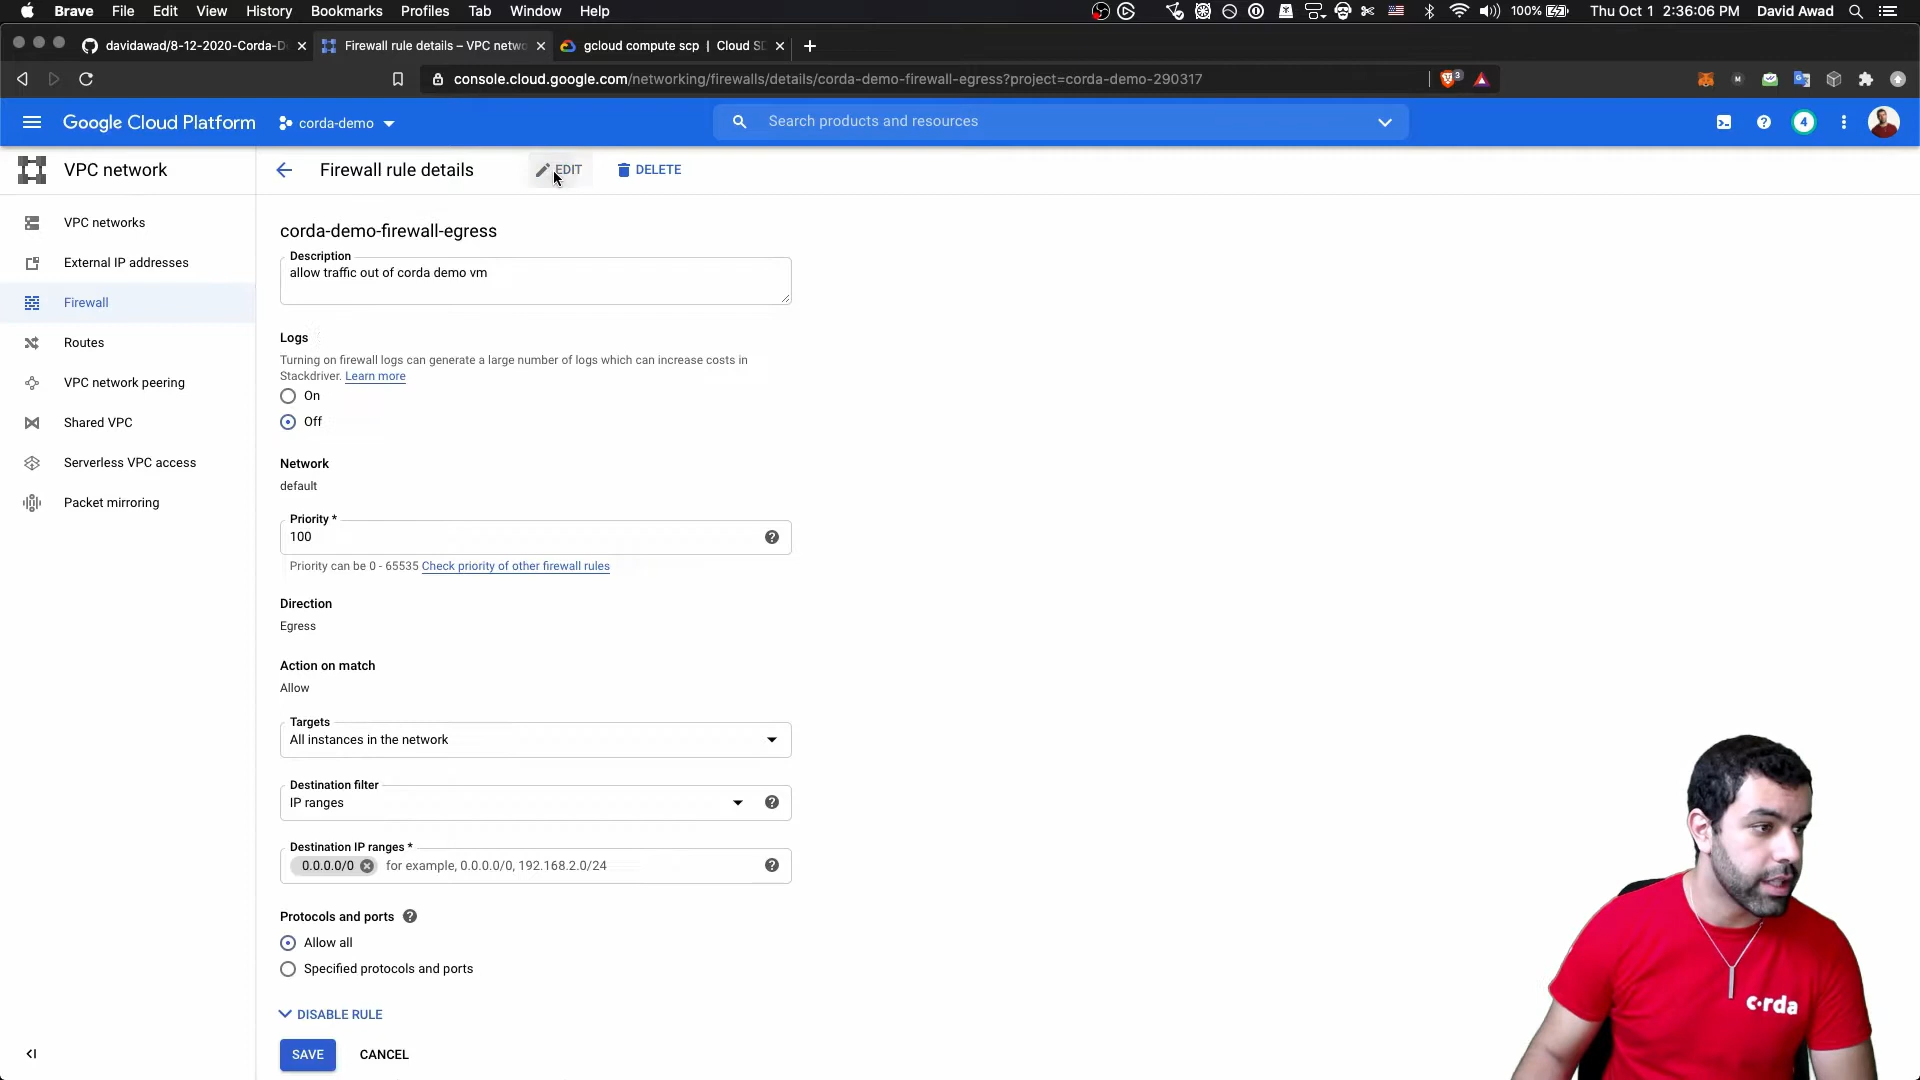 Brave File Edit View History Bookmarks Profiles Tab Window Help 100% Thu Oct 1 2:36:06 PM David Awad
davidawad/8-12-2020-Corda-D
Firewall rule details – VPC netwo
gcloud compute scp | Cloud SD
console.cloud.google.com/networking/firewalls/details/corda-demo-firewall-egress?project=corda-demo-290317
3
Google Cloud Platform
corda-demo
Search products and resources
4
VPC network
Firewall rule details
EDIT
DELETE
VPC networks
External IP addresses
Firewall
Routes
VPC network peering
Shared VPC
Serverless VPC access
Packet mirroring
corda-demo-firewall-egress
Description
allow traffic out of corda demo vm
Logs
Turning on firewall logs can generate a large number of logs which can increase costs in
Stackdriver. Learn more
On
Off
Network
default
Priority *
100
Priority can be 0 - 65535 Check priority of other firewall rules
Direction
Egress
Action on match
Allow
Targets
All instances in the network
Destination filter
IP ranges
Destination IP ranges *
0.0.0.0/0 for example, 0.0.0.0/0, 192.168.2.0/24
Protocols and ports
Allow all
Specified protocols and ports
DISABLE RULE
SAVE
CANCEL
c·rda